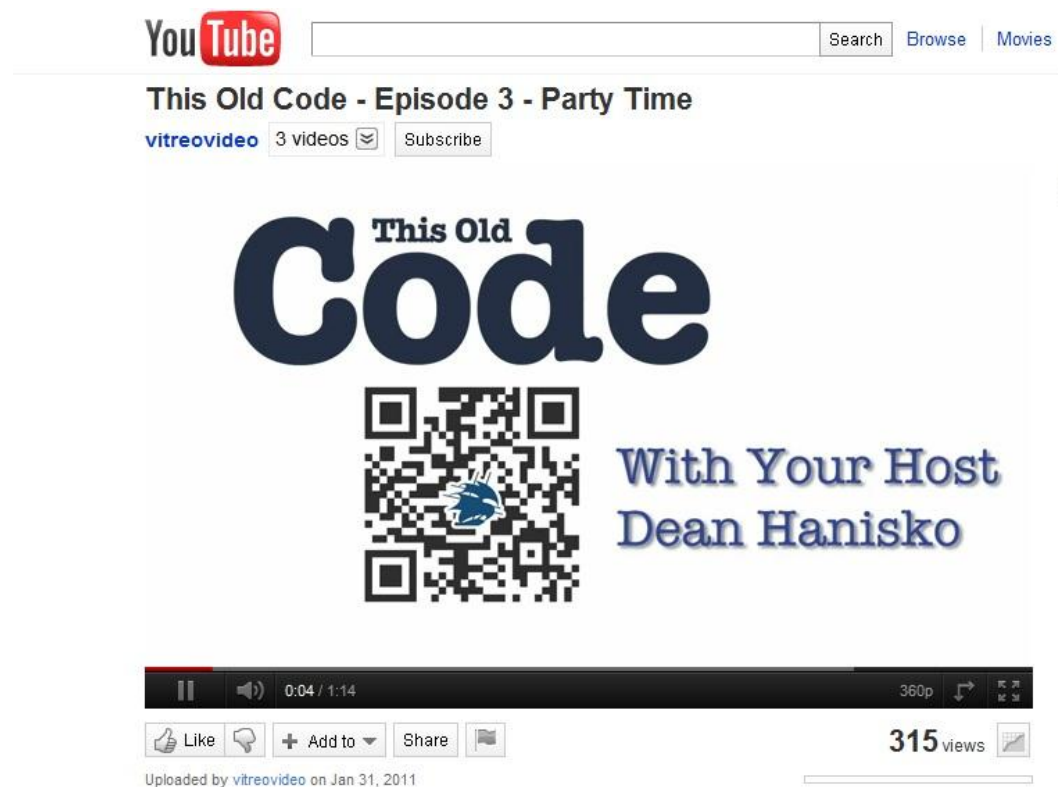 You Tube
Search Browse Movies
This Old Code - Episode 3 - Party Time
vitreovideo 3 videos Subscribe
This Old
Code
With Your Host
Dean Hanisko
0:04 / 1:14 360p
Like Add to Share 315 views
Uploaded by vitreovideo on Jan 31, 2011